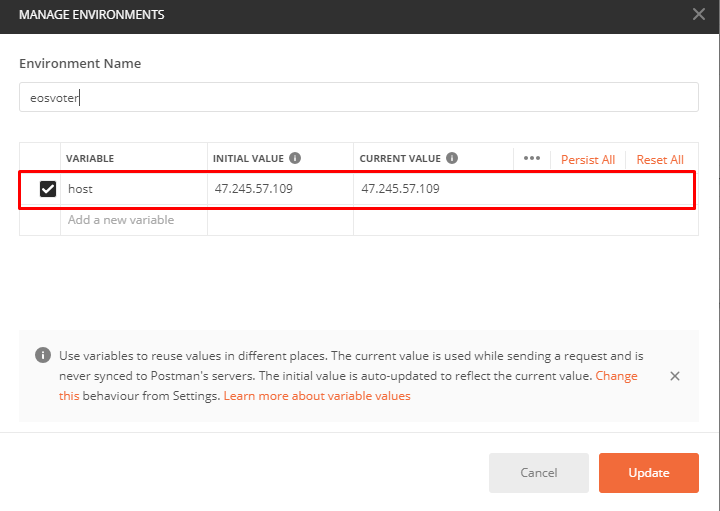 MANAGE ENVIRONMENTS
Environment Name
eosvoter
VARIABLE INITIAL VALUE CURRENT VALUE Persist All Reset All
host 47.245.57.109 47.245.57.109
Add a new variable
Use variables to reuse values in different places. The current value is used while sending a request and is
never synced to Postman's servers. The initial value is auto-updated to reflect the current value. Change
this behaviour from Settings. Learn more about variable values
Cancel Update